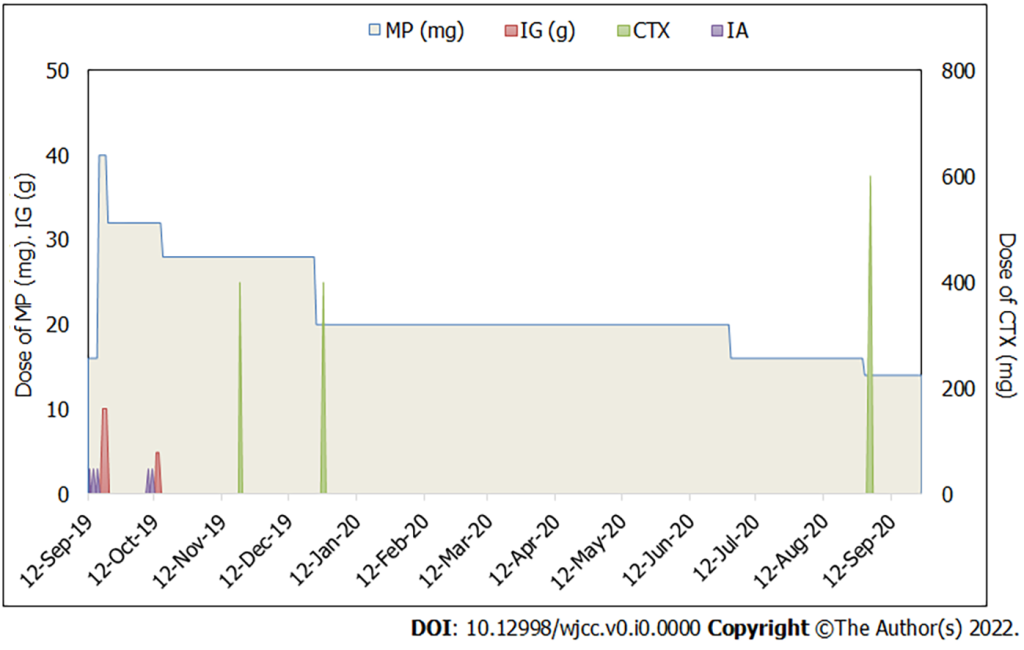 MP (mg) IG (g) CTX IA
50
40
30
20
10
0
Dose of MP (mg). IG (g)
800
600
400
200
0
Dose of CTX (mg)
12-Sep-19
12-Oct-19
12-Nov-19
12-Dec-19
12-Jan-20
12-Feb-20
12-Mar-20
12-Apr-20
12-May-20
12-Jun-20
12-Jul-20
12-Aug-20
12-Sep-20
DOI: 10.12998/wjcc.v0.i0.0000 Copyright ©The Author(s) 2022.